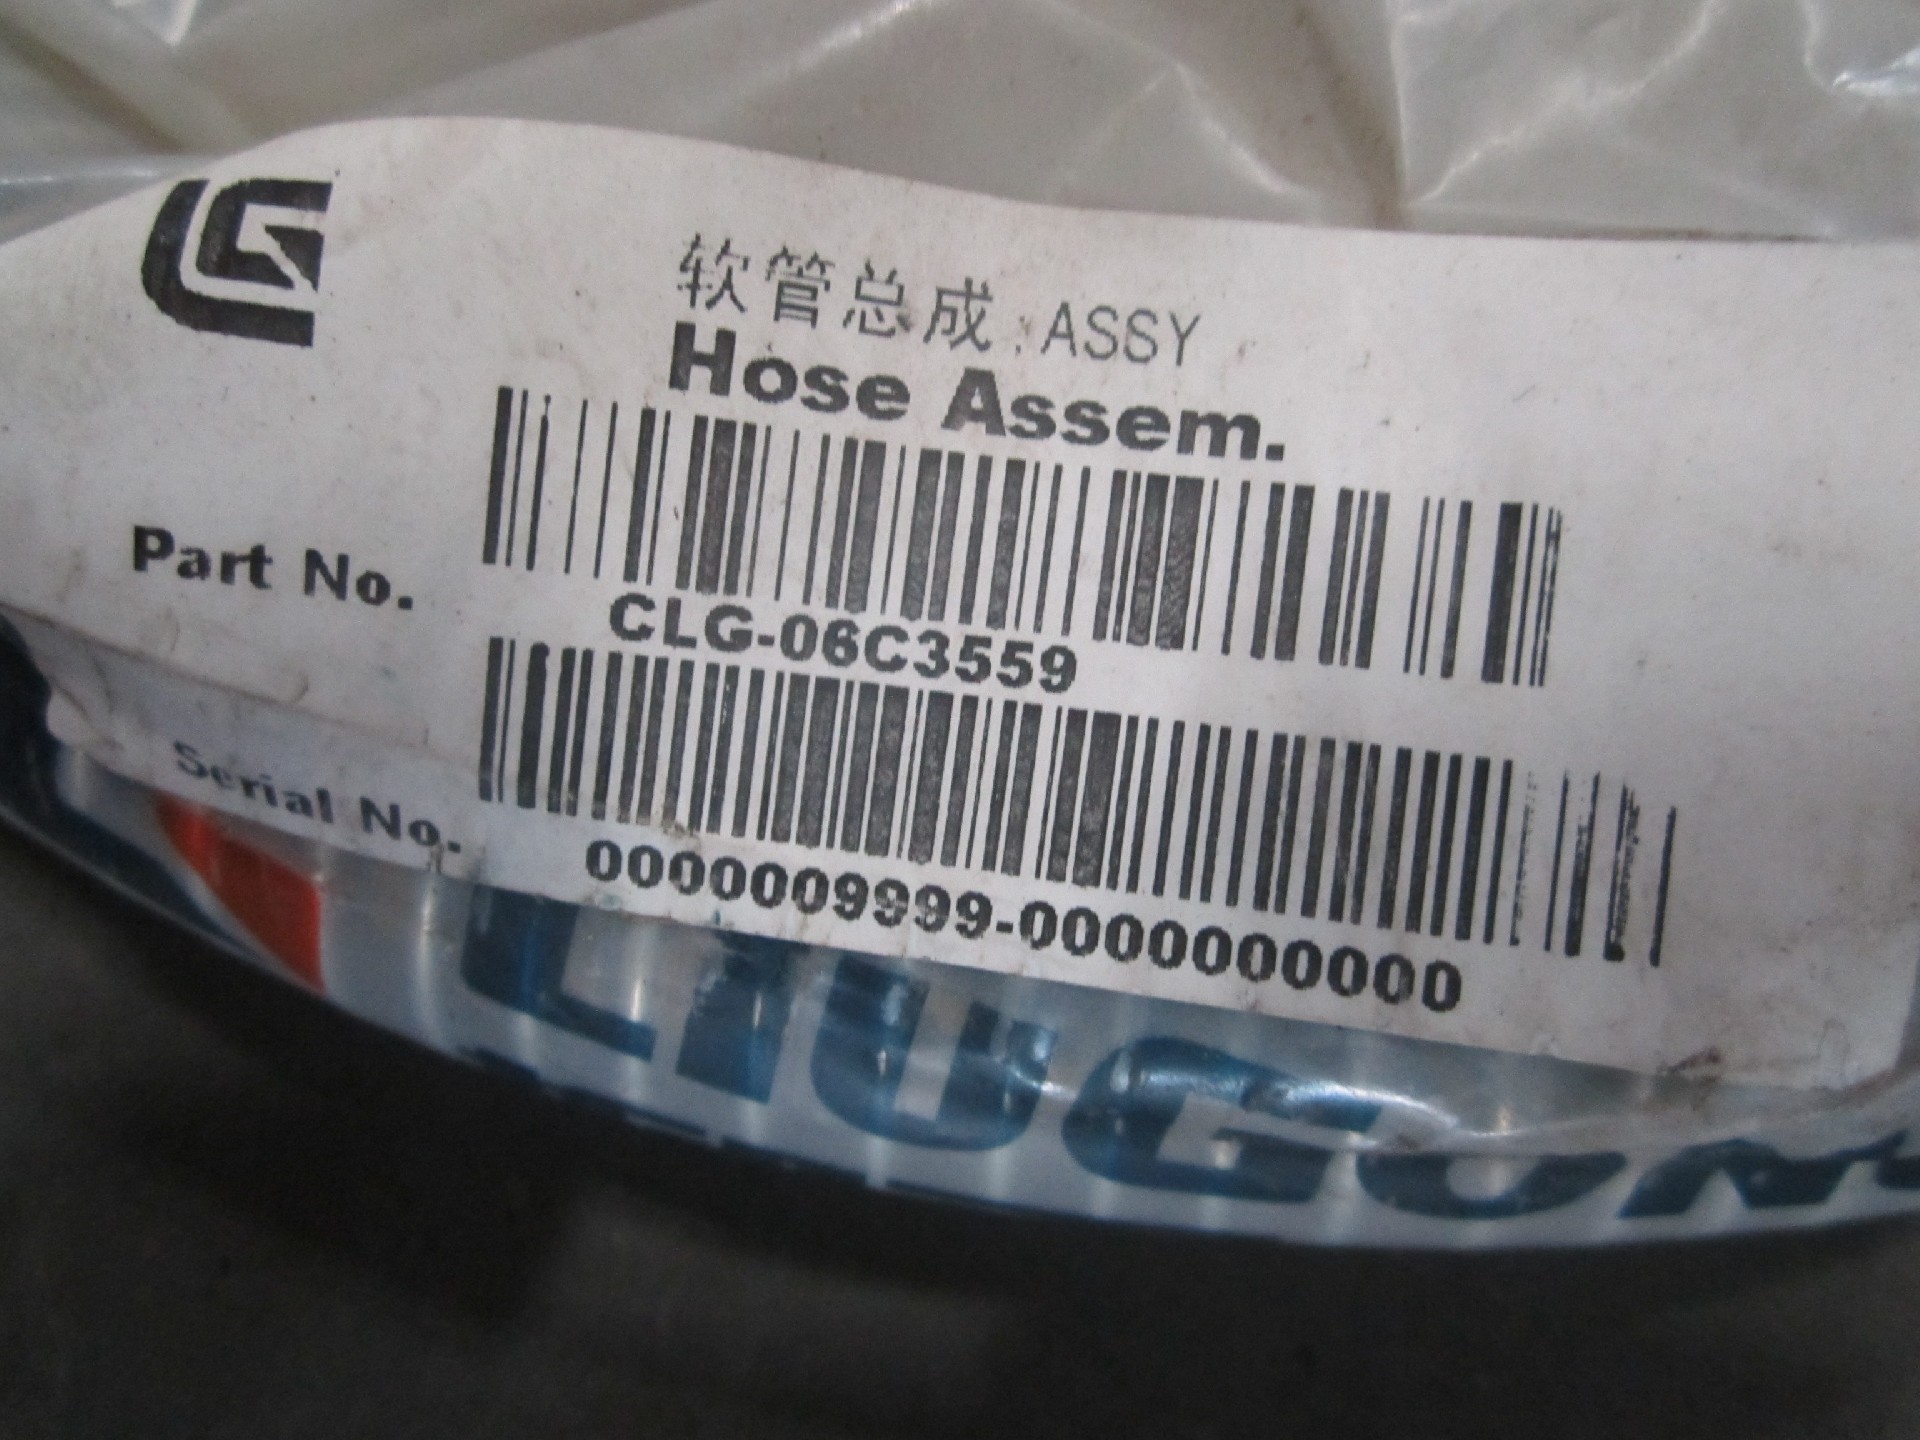 软管总成;ASSY
Hose Assem.
Part No.
CLG-06C3559
Serial No.
0000009999-0000000000
LIUGON